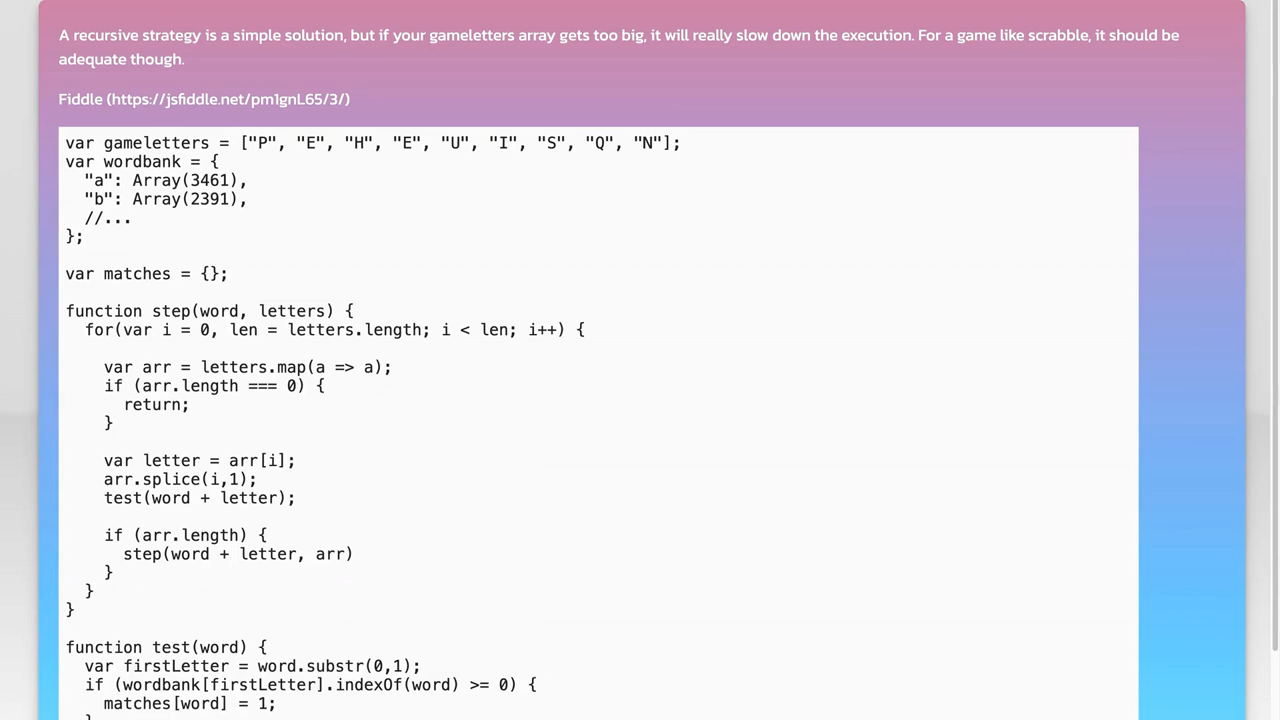 A recursive strategy is a simple solution, but if your gameletters array gets too big, it will really slow down the execution. For a game like scrabble, it should be
adequate though.
Fiddle (https://jsfiddle.net/pm1gnL65/3/)
var gameletters = ["P", "E", "H", "E", "U", "I", "S", "Q", "N"];
var wordbank = {
  "a": Array(3461),
  "b": Array(2391),
  //...
};
var matches = {};
function step(word, letters) {
  for(var i = 0, len = letters.length; i < len; i++) {
    var arr = letters.map(a => a);
    if (arr.length === 0) {
      return;
    }
    var letter = arr[i];
    arr.splice(i,1);
    test(word + letter);
    if (arr.length) {
      step(word + letter, arr)
    }
  }
}
function test(word) {
  var firstLetter = word.substr(0,1);
  if (wordbank[firstLetter].indexOf(word) >= 0) {
    matches[word] = 1;
  }